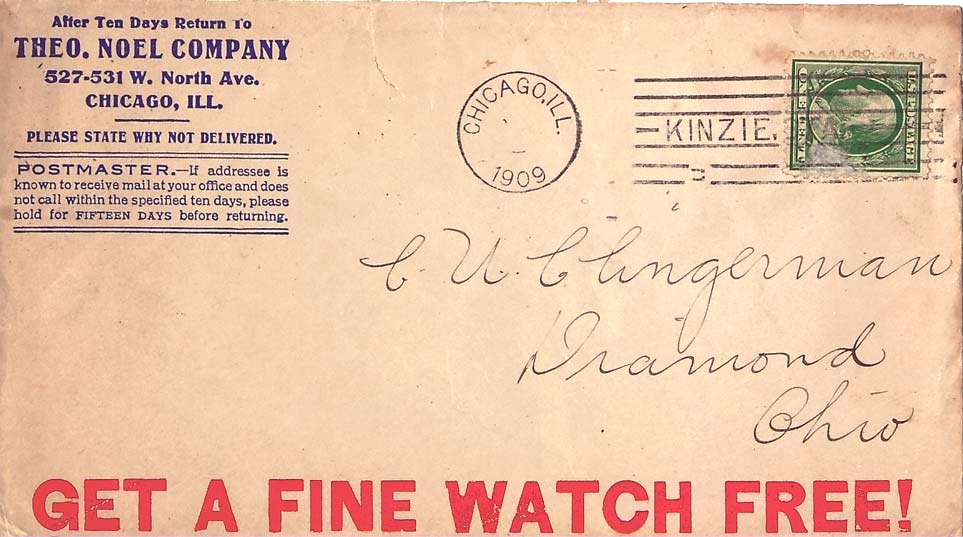 After Ten Days Return To
THEO. NOEL COMPANY
527-531 W. North Ave.
CHICAGO, ILL.
PLEASE STATE WHY NOT DELIVERED.
POSTMASTER.—If addressee is
known to receive mail at your office and does
not call within the specified ten days, please
hold for FIFTEEN DAYS before returning.
CHICAGO, ILL.
1909
KINZIE,
C. U. Clingerman
Diamond
Ohio
GET A FINE WATCH FREE!